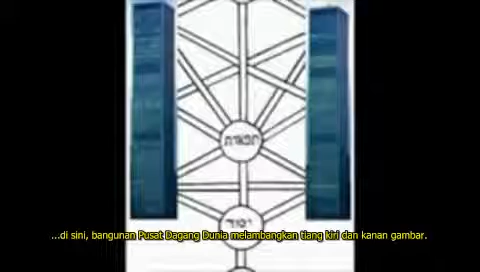 תפארת
יסוד
...di sini, bangunan Pusat Dagang Dunia melambangkan tiang kiri dan kanan gambar.